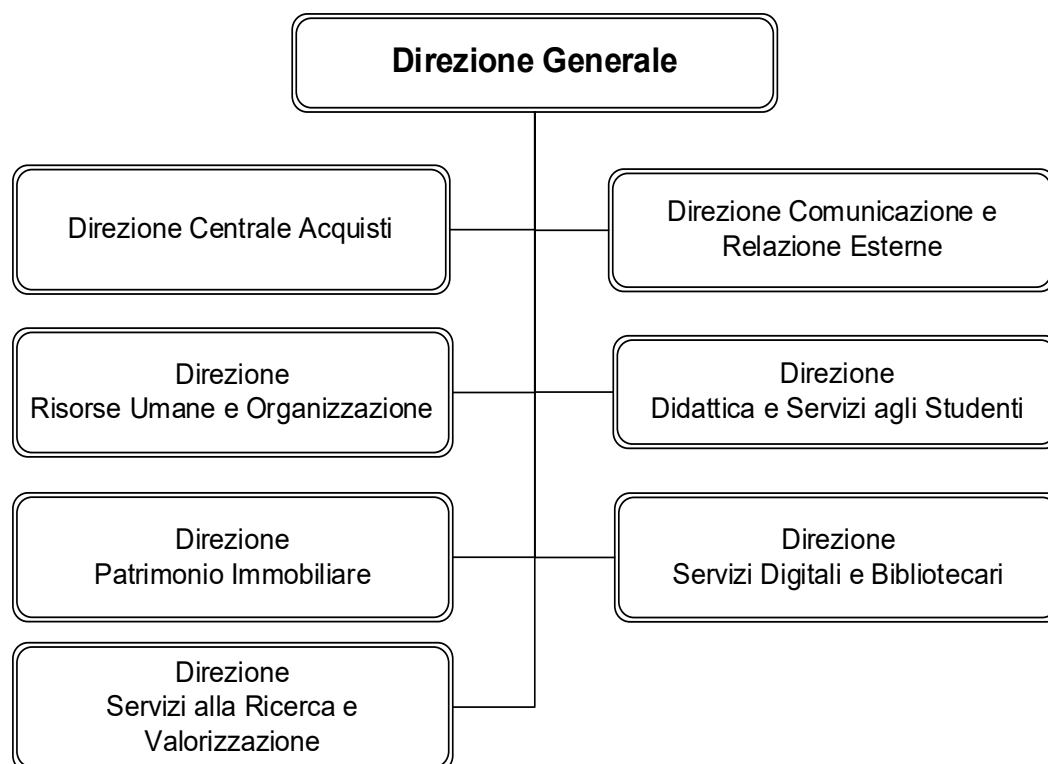 Direzione Generale
Direzione Centrale Acquisti
Direzione Comunicazione e
Relazione Esterne
Direzione
Risorse Umane e Organizzazione
Direzione
Didattica e Servizi agli Studenti
Direzione
Patrimonio Immobiliare
Direzione
Servizi Digitali e Bibliotecari
Direzione
Servizi alla Ricerca e
Valorizzazione